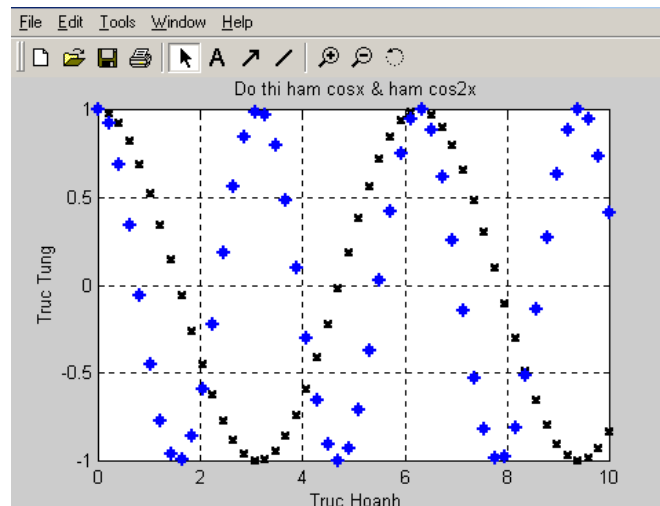 File Edit Tools Window Help
A
Do thi ham cosx & ham cos2x
1
0.5
0
-0.5
-1
Truc Tung
0 2 4 6 8 10
Truc Hoanh